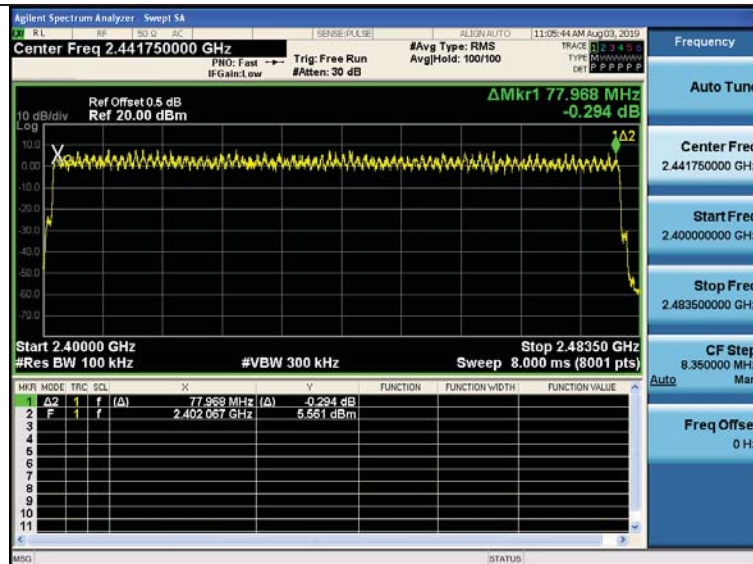 Agilent Spectrum Analyzer - Swept SA
RL RF 50 Ω AC SENSE:PULSE ALIGN AUTO 11:05:44 AM Aug 03, 2019
Center Freq 2.441750000 GHz #Avg Type: RMS TRACE 1 2 3 4 5 6
PNO: Fast Trig: Free Run Avg|Hold: 100/100 TYPE M
IFGain:Low #Atten: 30 dB DET P P P P P P
Ref Offset 0.5 dB ΔMkr1 77.968 MHz
10 dB/div Ref 20.00 dBm -0.294 dB
Log
1Δ2
10.0
X
0.00
-10.0
-20.0
-30.0
-40.0
-50.0
-60.0
-70.0
Start 2.40000 GHz Stop 2.48350 GHz
#Res BW 100 kHz #VBW 300 kHz Sweep 8.000 ms (8001 pts)
MKR MODE TRC SCL X Y FUNCTION FUNCTION WIDTH FUNCTION VALUE
1 Δ2 1 f (Δ) 77.968 MHz (Δ) -0.294 dB
2 F 1 f 2.402 067 GHz 5.561 dBm
3
4
5
6
7
8
9
10
11
MSG STATUS
Frequency
Auto Tune
Center Freq
2.441750000 GHz
Start Freq
2.400000000 GHz
Stop Freq
2.483500000 GHz
CF Step
8.350000 MHz
Auto Man
Freq Offset
0 Hz